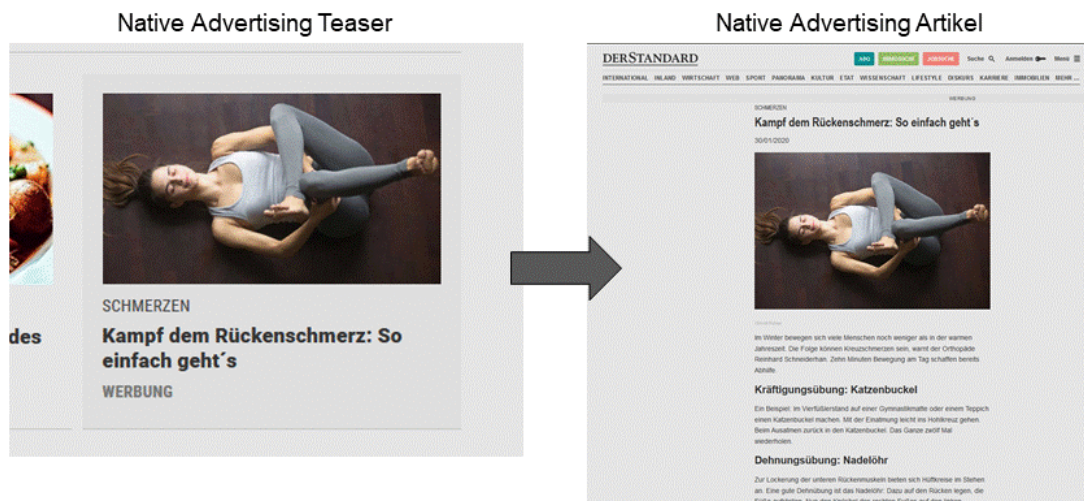 Native Advertising Teaser
des
SCHMERZEN
Kampf dem Rückenschmerz: So
einfach geht´s
WERBUNG
Native Advertising Artikel
DERSTANDARD
ABO IMMOSUCHE JOBSUCHE Suche Anmelden Menü
INTERNATIONAL INLAND WIRTSCHAFT WEB SPORT PANORAMA KULTUR ETAT WISSENSCHAFT LIFESTYLE DISKURS KARRIERE IMMOBILIEN MEHR ...
WERBUNG
SCHMERZEN
Kampf dem Rückenschmerz: So einfach geht´s
30/01/2020
Im Winter bewegen sich viele Menschen noch weniger als in der warmen
Jahreszeit. Die Folge können Kreuzschmerzen sein, warnt der Orthopäde
Reinhard Schneiderhan. Zehn Minuten Bewegung am Tag schaffen bereits
Abhilfe.
Kräftigungsübung: Katzenbuckel
Ein Beispiel: im Vierfüßlerstand auf einer Gymnastikmatte oder einem Teppich
einen Katzenbuckel machen. Mit der Einatmung leicht ins Hohlkreuz gehen.
Beim Ausatmen zurück in den Katzenbuckel. Das Ganze zwölf Mal
wiederholen.
Dehnungsübung: Nadelöhr
Zur Lockerung der unteren Rückenmuskeln bieten sich Hüftkreise im Stehen
an. Eine gute Dehnübung ist das Nadelöhr: Dazu auf den Rücken legen, die